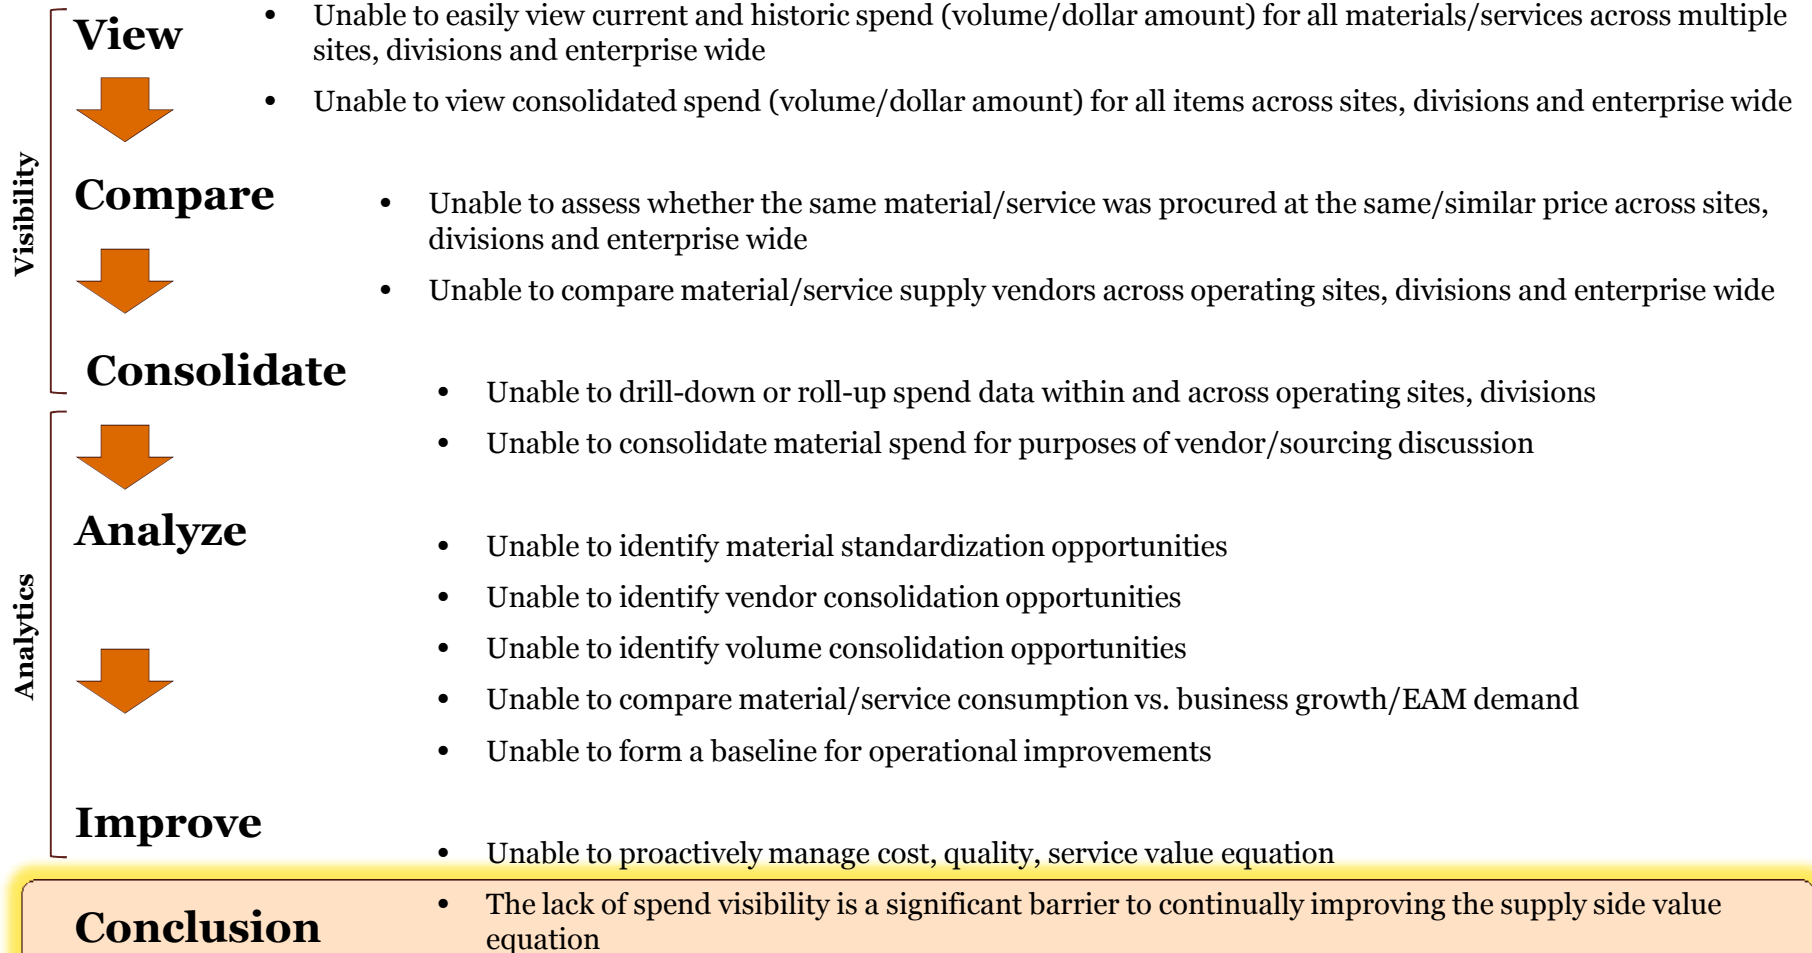 View
• Unable to easily view current and historic spend (volume/dollar amount) for all materials/services across multiple
sites, divisions and enterprise wide
• Unable to view consolidated spend (volume/dollar amount) for all items across sites, divisions and enterprise wide
Visibility
Compare
• Unable to assess whether the same material/service was procured at the same/similar price across sites,
divisions and enterprise wide
• Unable to compare material/service supply vendors across operating sites, divisions and enterprise wide
Consolidate
• Unable to drill-down or roll-up spend data within and across operating sites, divisions
• Unable to consolidate material spend for purposes of vendor/sourcing discussion
Analyze
• Unable to identify material standardization opportunities
• Unable to identify vendor consolidation opportunities
• Unable to identify volume consolidation opportunities
• Unable to compare material/service consumption vs. business growth/EAM demand
• Unable to form a baseline for operational improvements
Analytics
Improve
• Unable to proactively manage cost, quality, service value equation
Conclusion
• The lack of spend visibility is a significant barrier to continually improving the supply side value
equation